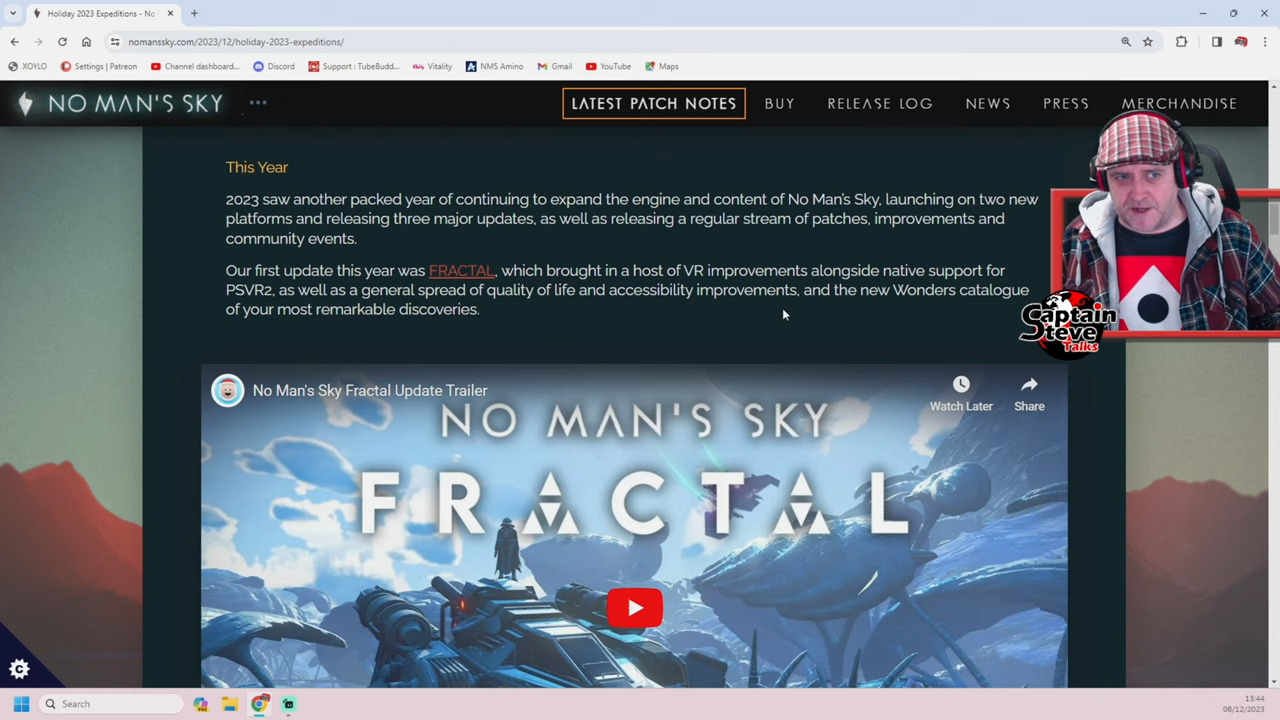 Holiday 2023 Expeditions - No
nomanssky.com/2023/12/holiday-2023-expeditions/
XOYLO
Settings | Patreon
Channel dashboard...
Discord
Support : TubeBudd...
Vitality
NMS Amino
Gmail
YouTube
Maps
NO MAN'S SKY
LATEST PATCH NOTES
BUY
RELEASE LOG
NEWS
PRESS
MERCHANDISE
This Year
2023 saw another packed year of continuing to expand the engine and content of No Man's Sky, launching on two new
platforms and releasing three major updates, as well as releasing a regular stream of patches, improvements and
community events.
Our first update this year was FRACTAL, which brought in a host of VR improvements alongside native support for
PSVR2, as well as a general spread of quality of life and accessibility improvements, and the new Wonders catalogue
of your most remarkable discoveries.
Captain
Steve
Talks
No Man's Sky Fractal Update Trailer
Watch Later
Share
NO MAN'S SKY
FRACTAL
Search
13:44
08/12/2023